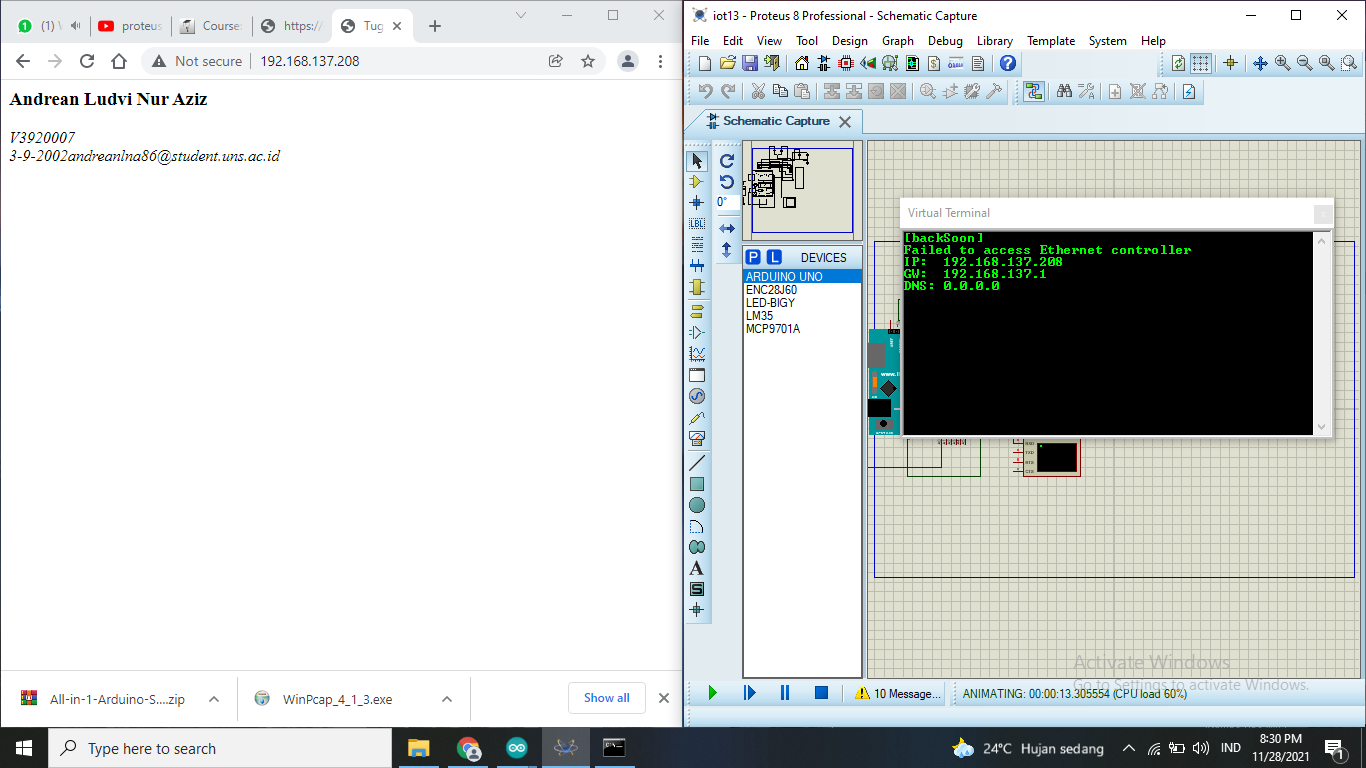 (1) W
proteus
Course:
https:/
Tug
Not secure
192.168.137.208
Andrean Ludvi Nur Aziz
V3920007
3-9-2002andreanlna86@student.uns.ac.id
All-in-1-Arduino-S....zip
WinPcap_4_1_3.exe
Show all
iot13 - Proteus 8 Professional - Schematic Capture
File Edit View Tool Design Graph Debug Library Template System Help
Schematic Capture
0°
LBL
P L DEVICES
ARDUINO UNO
ENC28J60
LED-BIGY
LM35
MCP9701A
A
S
Virtual Terminal
[backSoon]
Failed to access Ethernet controller
IP: 192.168.137.208
GW: 192.168.137.1
DNS: 0.0.0.0
RXD
TXD
RTS
CTS
Activate Windows
Go to Settings to activate Windows.
10 Message...
ANIMATING: 00:00:13.305554 (CPU load 60%)
Type here to search
24°C Hujan sedang
IND
8:30 PM
11/28/2021
1